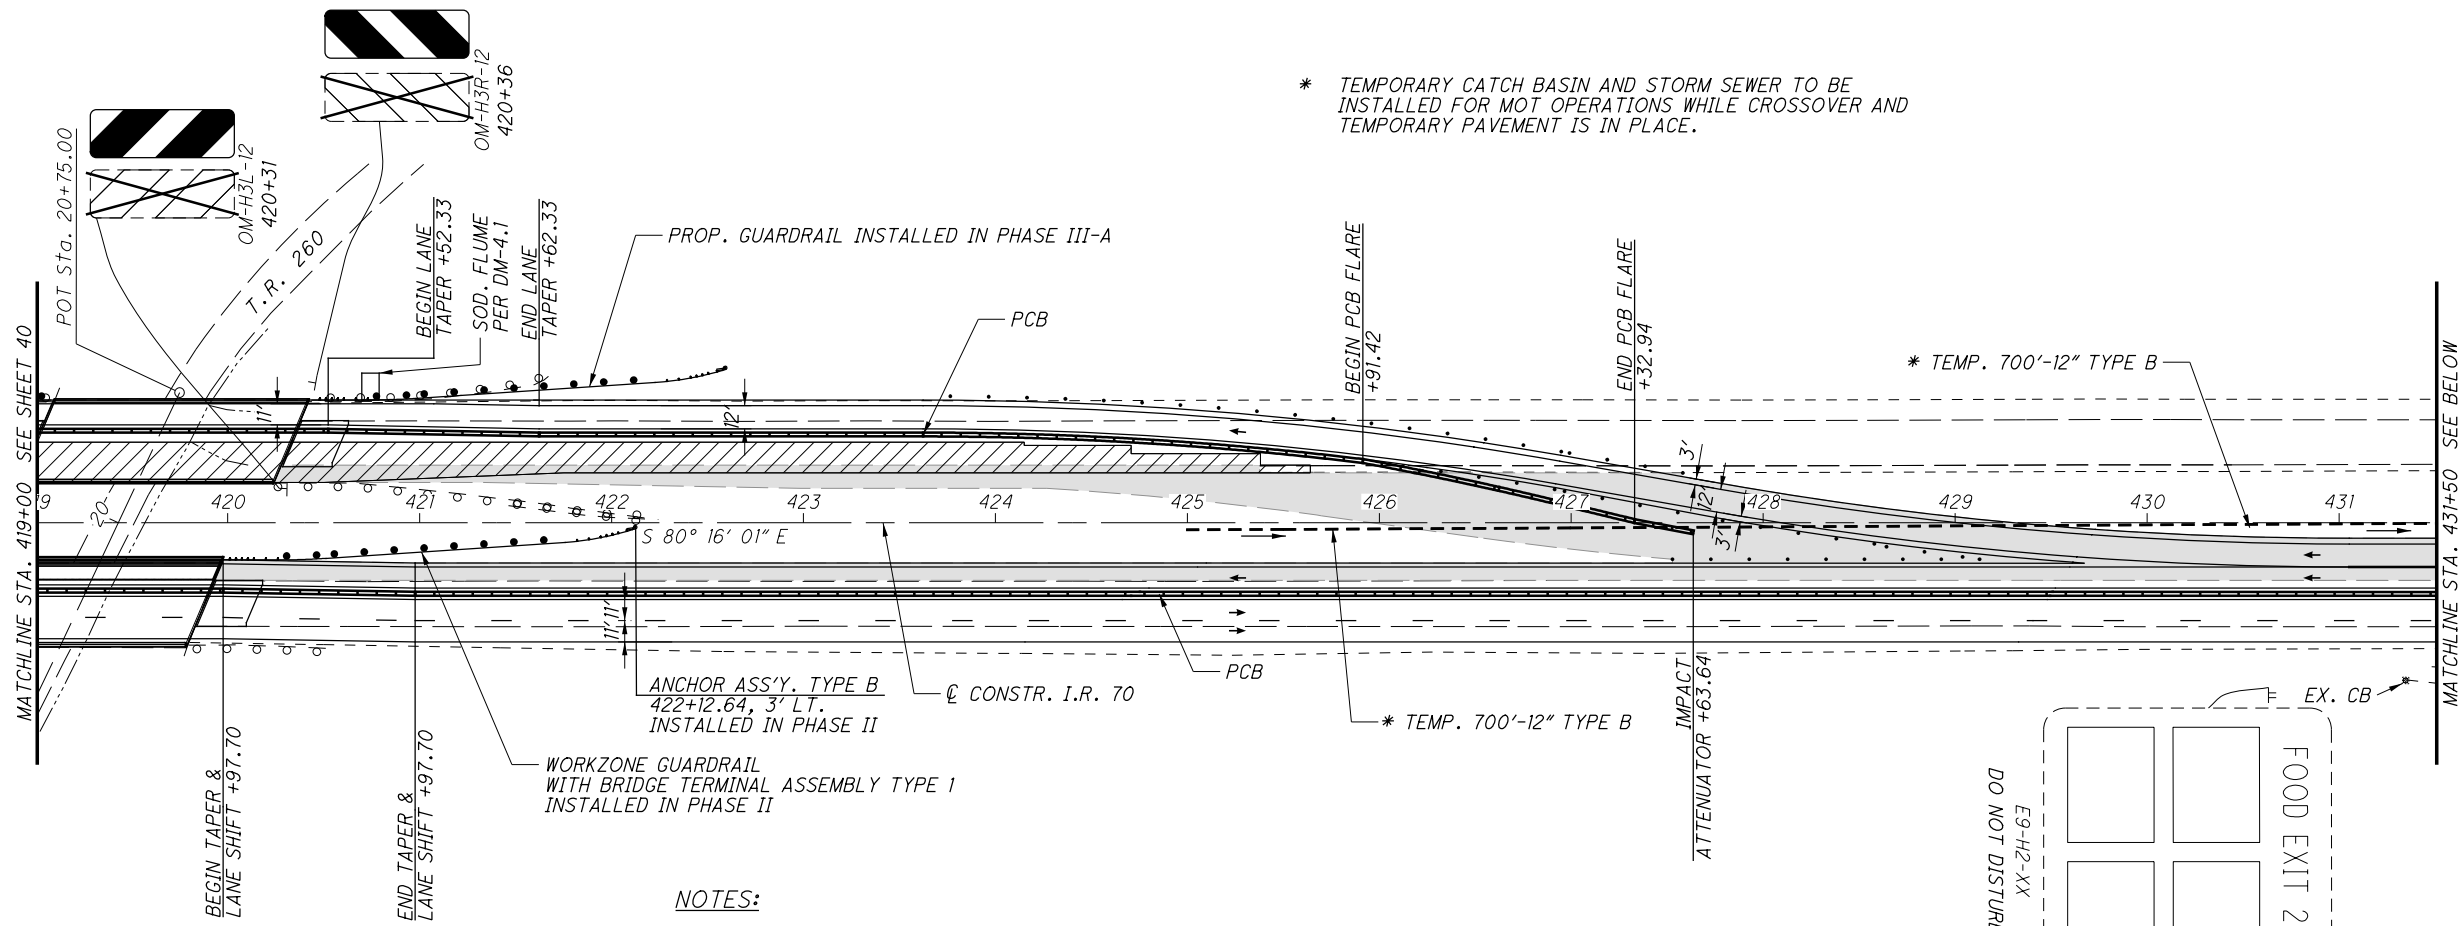 * TEMPORARY CATCH BASIN AND STORM SEWER TO BE
INSTALLED FOR MOT OPERATIONS WHILE CROSSOVER AND
TEMPORARY PAVEMENT IS IN PLACE.
OM-H3R-12
420+36
OM-H3L-12
420+31
POT Sta. 20+75.00
T.R. 260
BEGIN LANE
TAPER +52.33
SOD. FLUME
PER DM-4.1
END LANE
TAPER +62.33
PROP. GUARDRAIL INSTALLED IN PHASE III-A
PCB
BEGIN PCB FLARE
+91.42
END PCB FLARE
+32.94
* TEMP. 700'-12" TYPE B
MATCHLINE STA. 419+00 SEE SHEET 40
MATCHLINE STA. 431+50 SEE BELOW
11'
12'
3'
12'
3'
20'
9 420 421 422 423 424 425 426 427 428 429 430 431
S 80° 16' 01" E
11' 11'
ANCHOR ASS'Y. TYPE B
422+12.64, 3' LT.
INSTALLED IN PHASE II
℄ CONSTR. I.R. 70
PCB
* TEMP. 700'-12" TYPE B
IMPACT
ATTENUATOR +63.64
EX. CB
WORKZONE GUARDRAIL
WITH BRIDGE TERMINAL ASSEMBLY TYPE 1
INSTALLED IN PHASE II
BEGIN TAPER &
LANE SHIFT +97.70
END TAPER &
LANE SHIFT +97.70
FOOD EXIT 2
E9-H2-XX
DO NOT DISTURB
NOTES: